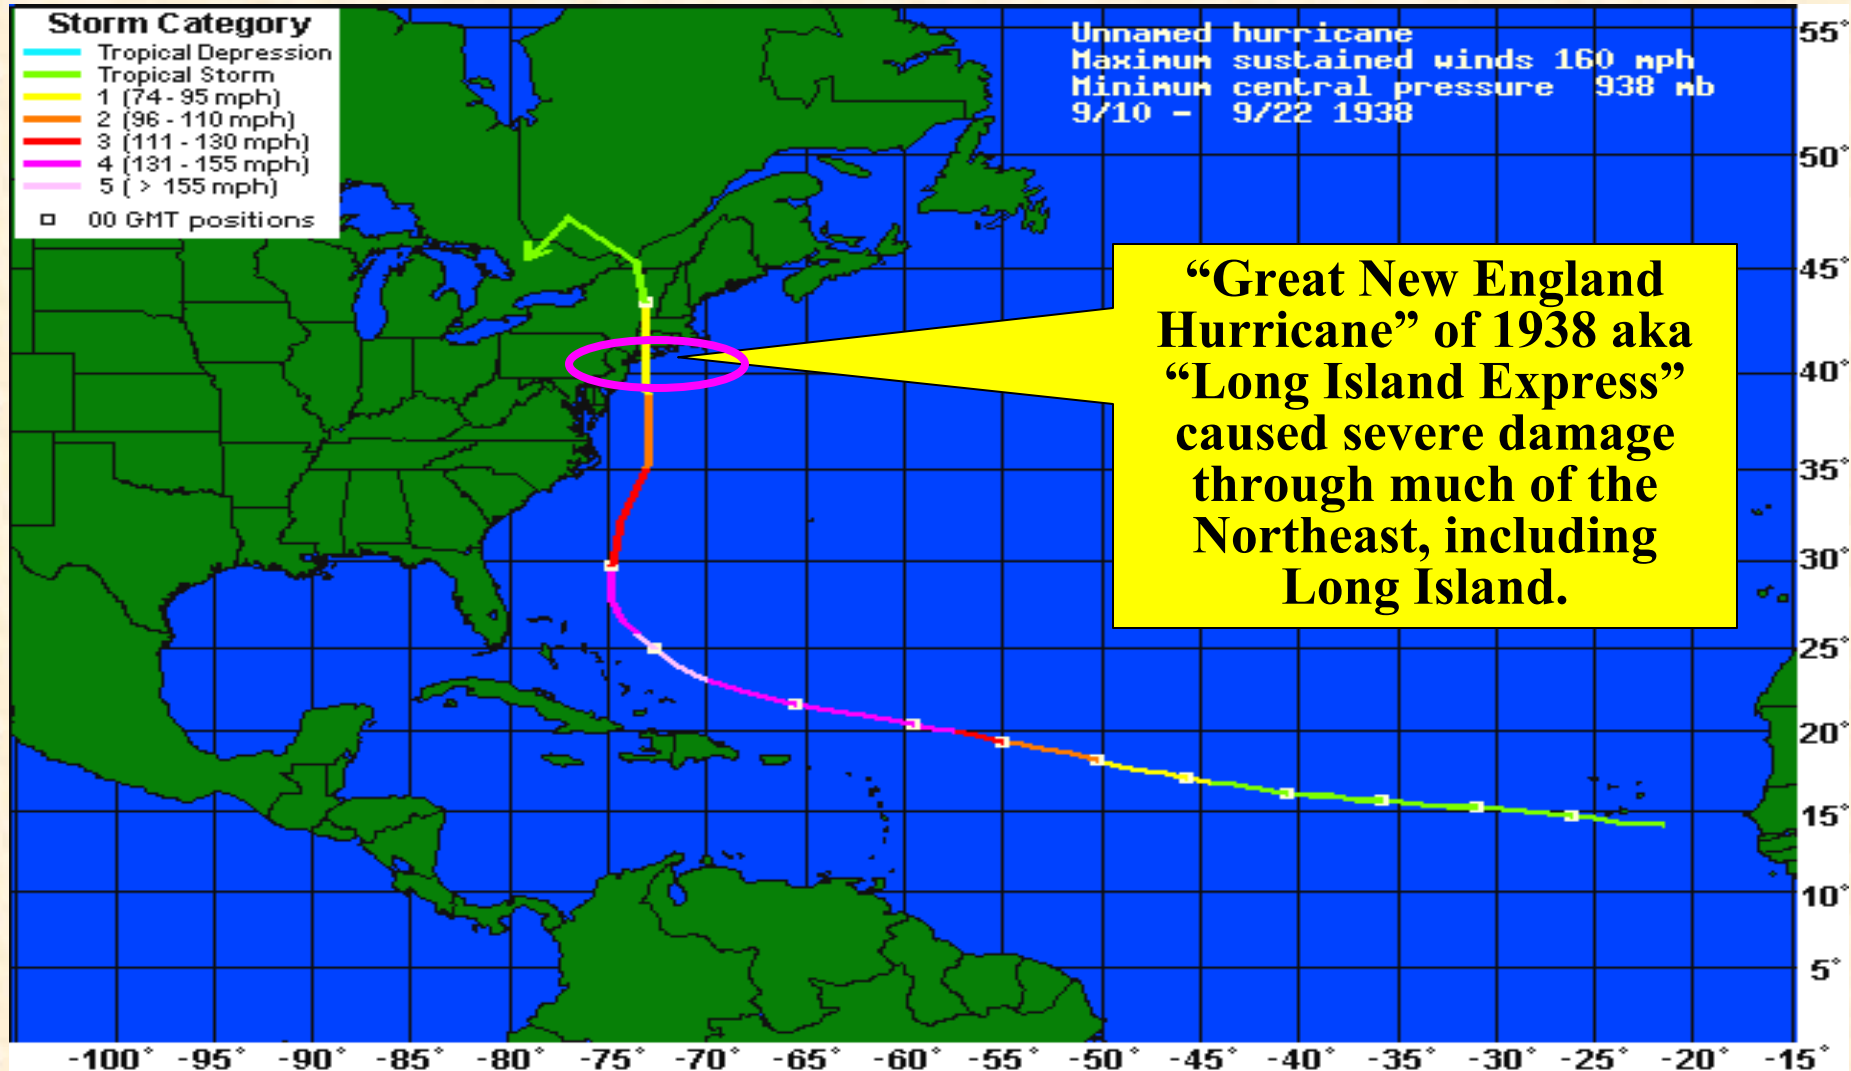 Storm Category
Tropical Depression
Tropical Storm
1 (74 - 95 mph)
2 (96 - 110 mph)
3 (111 - 130 mph)
4 (131 - 155 mph)
5 ( > 155 mph)
00 GMT positions
Unnamed hurricane
Maximum sustained winds 160 mph
Minimum central pressure 938 mb
9/10 - 9/22 1938
“Great New England
Hurricane” of 1938 aka
“Long Island Express”
caused severe damage
through much of the
Northeast, including
Long Island.
55°
50°
45°
40°
35°
30°
25°
20°
15°
10°
5°
-100° -95° -90° -85° -80° -75° -70° -65° -60° -55° -50° -45° -40° -35° -30° -25° -20° -15°